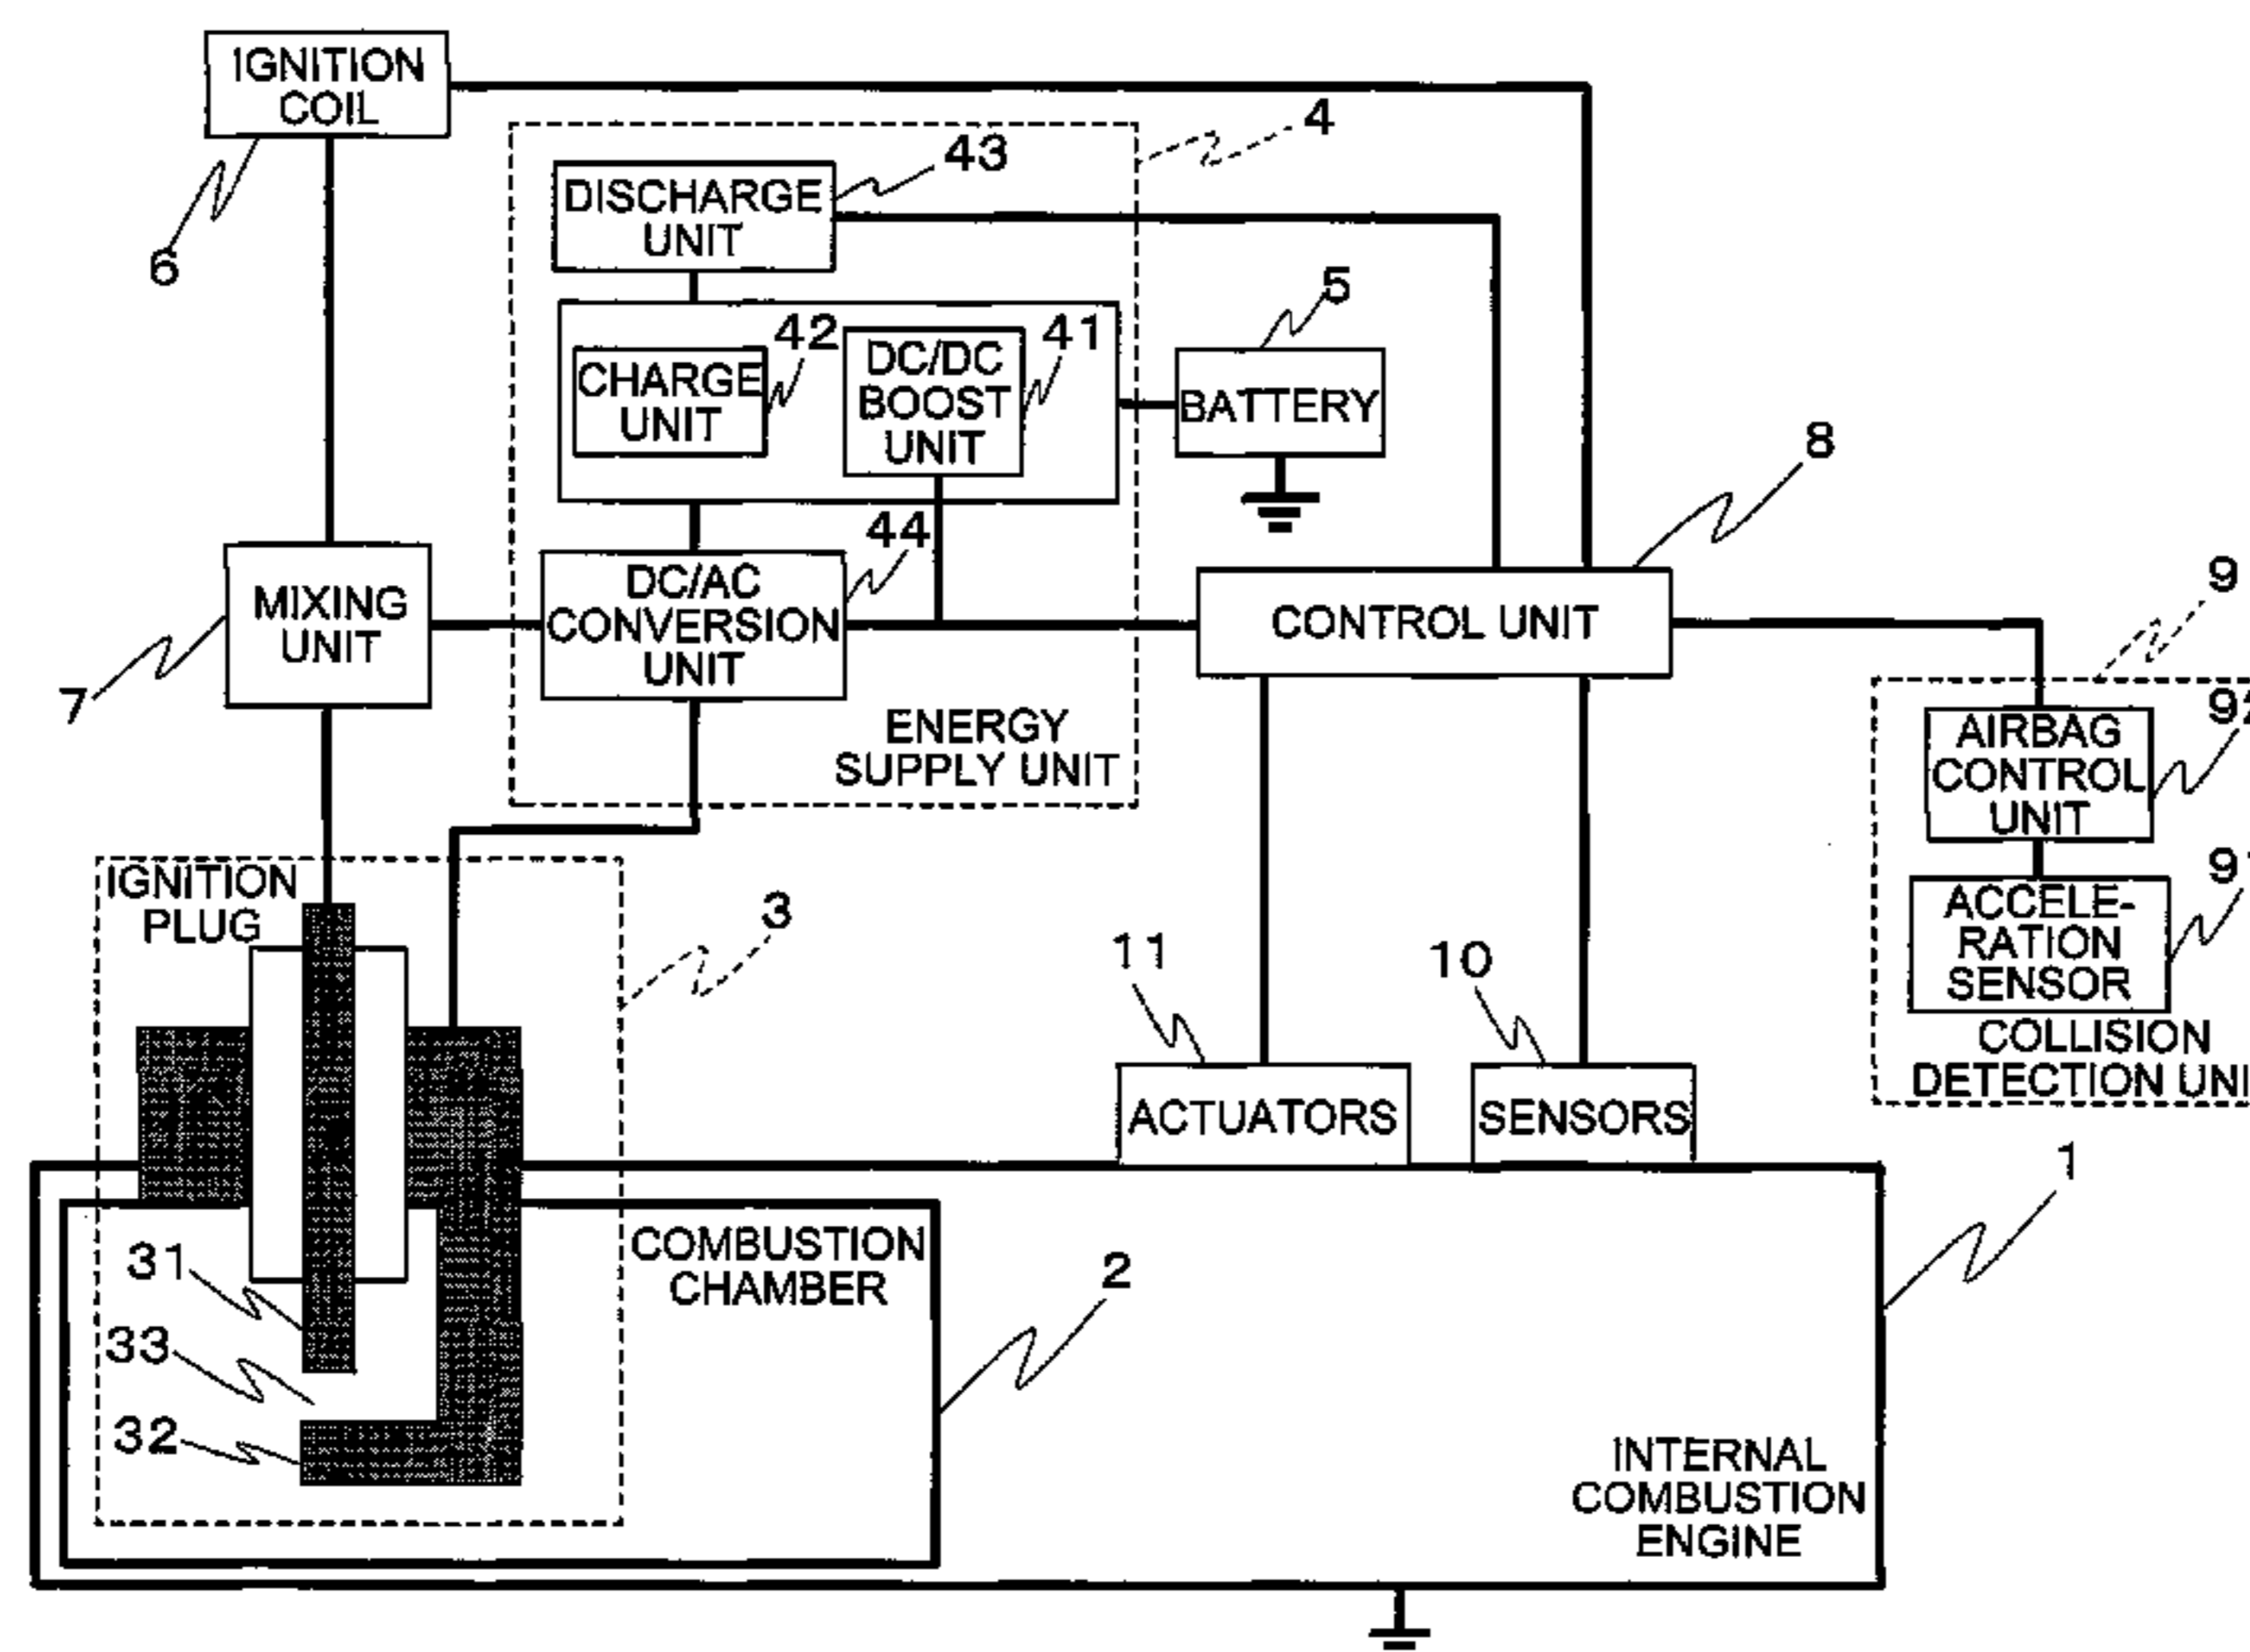 IGNITION
COIL
6
4
43
DISCHARGE
UNIT
5
42
CHARGE
UNIT
41
DC/DC
BOOST
UNIT
BATTERY
8
44
DC/AC
CONVERSION
UNIT
MIXING
UNIT
7
CONTROL UNIT
9
ENERGY
SUPPLY UNIT
AIRBAG
CONTROL
UNIT
ACCELE-
RATION
SENSOR
COLLISION
DETECTION
IGNITION
PLUG
3
11
10
ACTUATORS
SENSORS
1
COMBUSTION
CHAMBER
2
31
33
32
INTERNAL
COMBUSTION
ENGINE